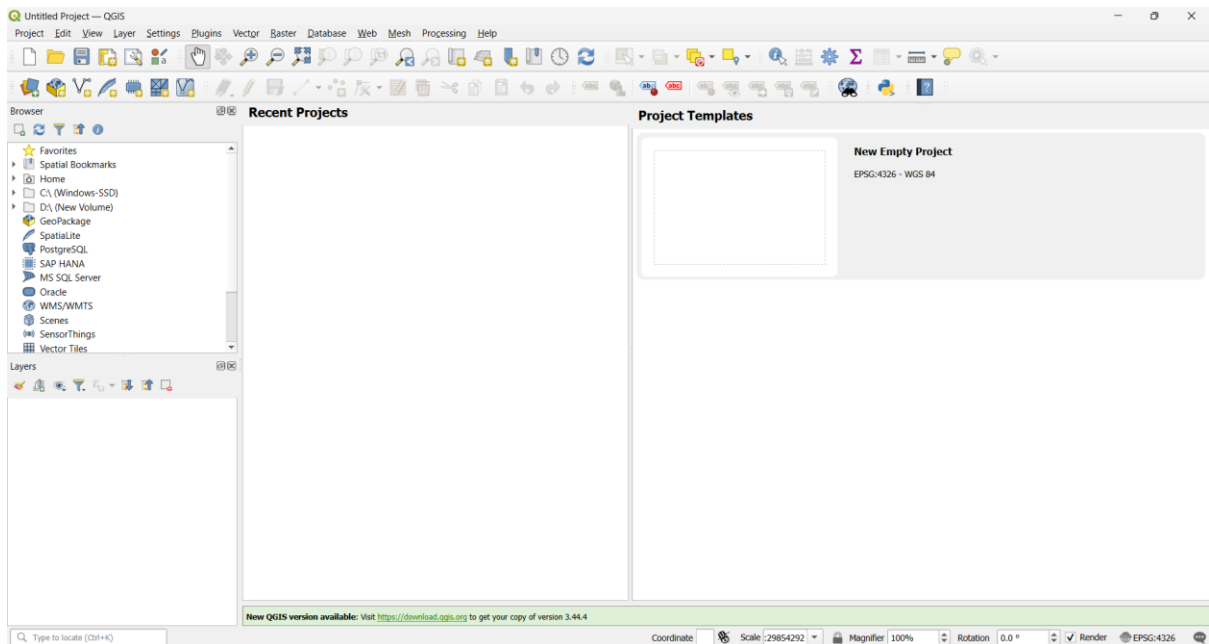 Untitled Project — QGIS
Project Edit View Layer Settings Plugins Vector Raster Database Web Mesh Processing Help
Browser
Favorites
Spatial Bookmarks
Home
C:\ (Windows-SSD)
D:\ (New Volume)
GeoPackage
SpatiaLite
PostgreSQL
SAP HANA
MS SQL Server
Oracle
WMS/WMTS
Scenes
SensorThings
Vector Tiles
Layers
Recent Projects
Project Templates
New Empty Project
EPSG:4326 - WGS 84
New QGIS version available: Visit https://download.qgis.org to get your copy of version 3.44.4
Type to locate (Ctrl+K)
Coordinate Scale :29854292 Magnifier 100% Rotation 0.0 ° Render EPSG:4326